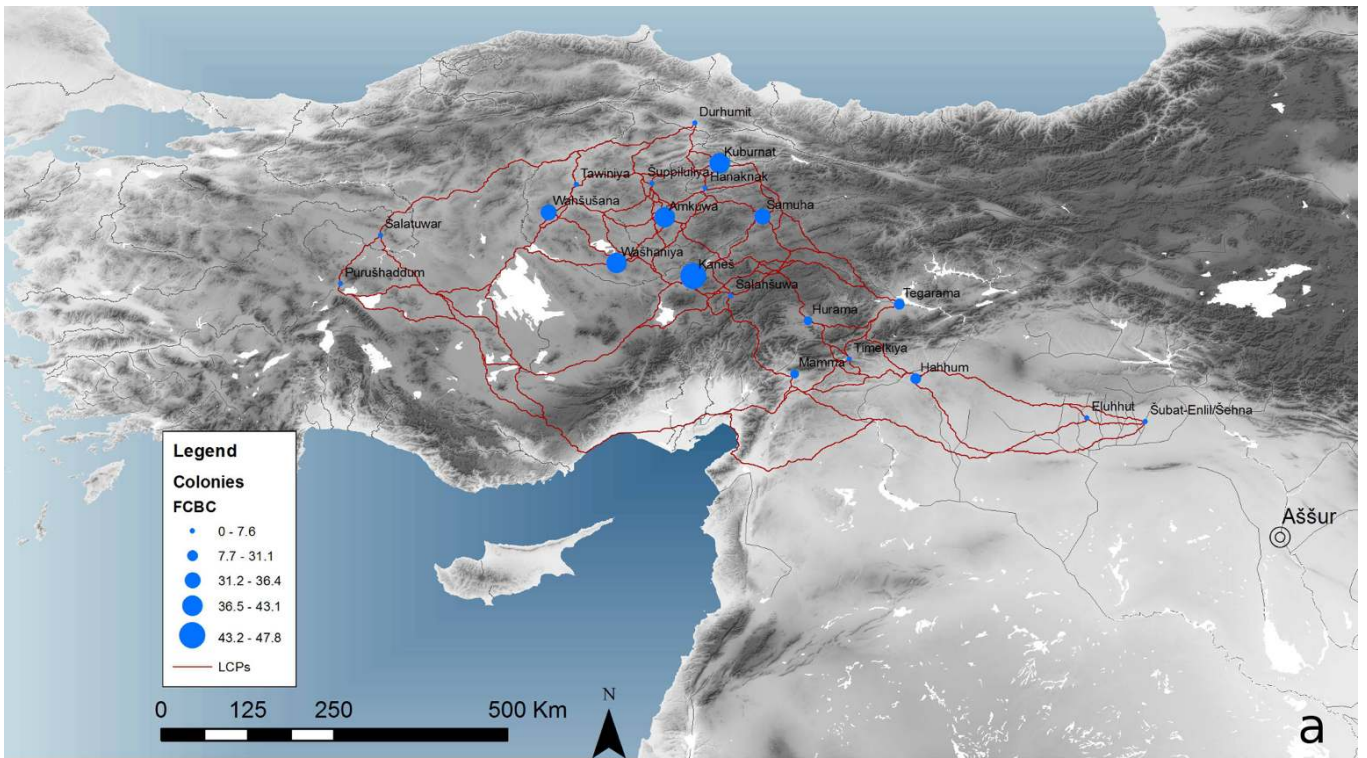 Durhumit
Kuburnat
Tawiniya
Šuppiluliya
Hanaknak
Wahšušana
Amkuwa
Šamuha
Šalatuwar
Wašhaniya
Kaneš
Purušhaddum
Salahšuwa
Tegarama
Hurama
Timelkiya
Mamma
Hahhum
Eluhhut
Šubat-Enlil/Šehna
Aššur
Legend
Colonies
FCBC
0 - 7.6
7.7 - 31.1
31.2 - 36.4
36.5 - 43.1
43.2 - 47.8
LCPs
0 125 250 500 Km
N
a